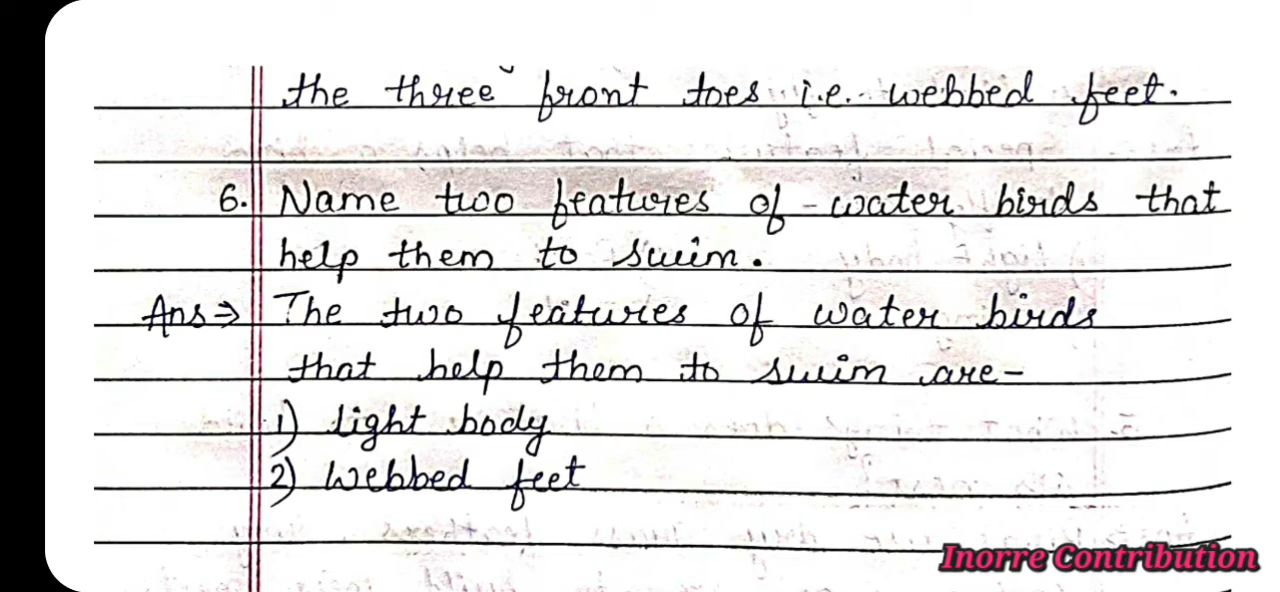 the three front toes i.e. webbed feet.
6. Name two features of water birds that
help them to swim.
Ans⇒ The two features of water birds
that help them to swim are-
1) light body
2) Webbed feet
Inorre Contribution